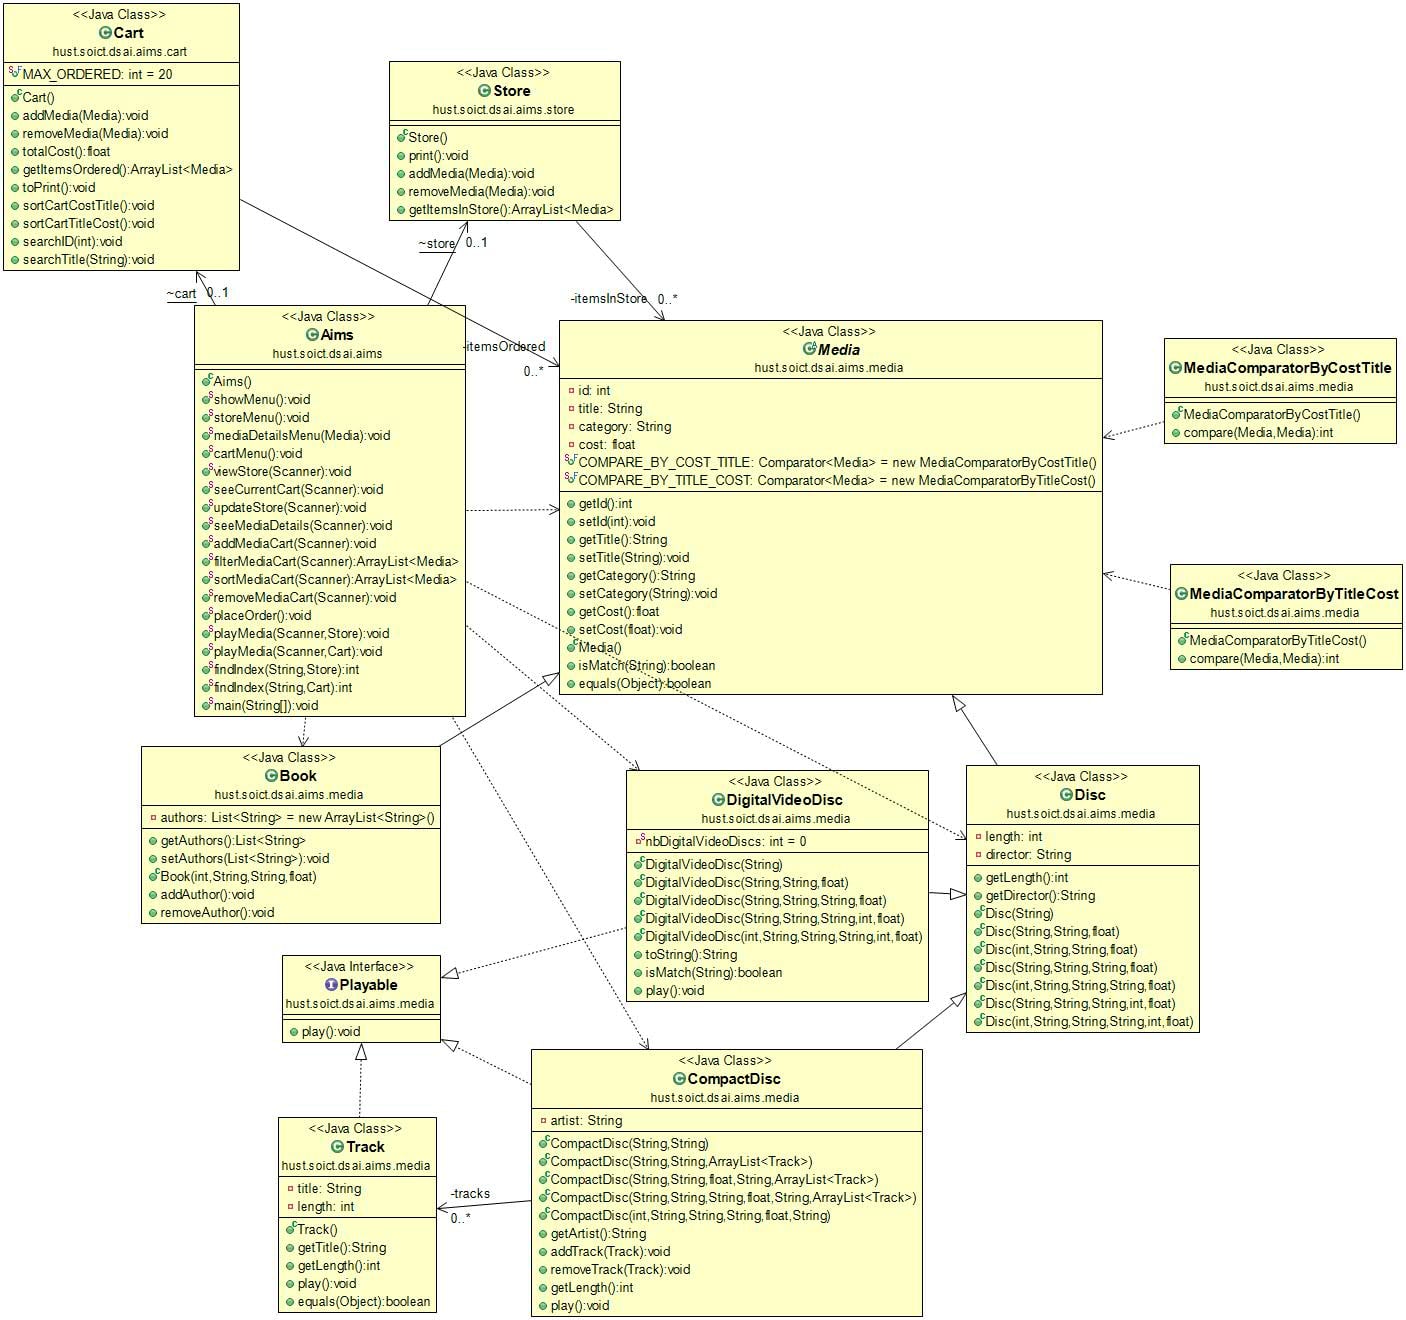 <<Java Class>>
Cart
hust.soict.dsai.aims.cart
MAX_ORDERED: int = 20
Cart()
addMedia(Media):void
removeMedia(Media):void
totalCost():float
getItemsOrdered():ArrayList<Media>
toPrint():void
sortCartCostTitle():void
sortCartTitleCost():void
searchID(int):void
searchTitle(String):void
<<Java Class>>
Store
hust.soict.dsai.aims.store
Store()
print():void
addMedia(Media):void
removeMedia(Media):void
getItemsInStore():ArrayList<Media>
~store 0..1
~cart 0..1
-itemsInStore 0..*
-itemsOrdered
0..*
<<Java Class>>
Aims
hust.soict.dsai.aims
Aims()
showMenu():void
storeMenu():void
mediaDetailsMenu(Media):void
cartMenu():void
viewStore(Scanner):void
seeCurrentCart(Scanner):void
updateStore(Scanner):void
seeMediaDetails(Scanner):void
addMediaCart(Scanner):void
filterMediaCart(Scanner):ArrayList<Media>
sortMediaCart(Scanner):ArrayList<Media>
removeMediaCart(Scanner):void
placeOrder():void
playMedia(Scanner,Store):void
playMedia(Scanner,Cart):void
findIndex(String,Store):int
findIndex(String,Cart):int
main(String[]):void
<<Java Class>>
Media
hust.soict.dsai.aims.media
id: int
title: String
category: String
cost: float
COMPARE_BY_COST_TITLE: Comparator<Media> = new MediaComparatorByCostTitle()
COMPARE_BY_TITLE_COST: Comparator<Media> = new MediaComparatorByTitleCost()
getId():int
setId(int):void
getTitle():String
setTitle(String):void
getCategory():String
setCategory(String):void
getCost():float
setCost(float):void
Media()
isMatch(String):boolean
equals(Object):boolean
<<Java Class>>
MediaComparatorByCostTitle
hust.soict.dsai.aims.media
MediaComparatorByCostTitle()
compare(Media,Media):int
<<Java Class>>
MediaComparatorByTitleCost
hust.soict.dsai.aims.media
MediaComparatorByTitleCost()
compare(Media,Media):int
<<Java Class>>
Book
hust.soict.dsai.aims.media
authors: List<String> = new ArrayList<String>()
getAuthors():List<String>
setAuthors(List<String>):void
Book(int,String,String,float)
addAuthor():void
removeAuthor():void
<<Java Class>>
DigitalVideoDisc
hust.soict.dsai.aims.media
nbDigitalVideoDiscs: int = 0
DigitalVideoDisc(String)
DigitalVideoDisc(String,String,float)
DigitalVideoDisc(String,String,String,float)
DigitalVideoDisc(String,String,String,int,float)
DigitalVideoDisc(int,String,String,String,int,float)
toString():String
isMatch(String):boolean
play():void
<<Java Class>>
Disc
hust.soict.dsai.aims.media
length: int
director: String
getLength():int
getDirector():String
Disc(String)
Disc(String,String,float)
Disc(int,String,String,float)
Disc(String,String,String,float)
Disc(int,String,String,String,float)
Disc(String,String,String,int,float)
Disc(int,String,String,String,int,float)
<<Java Interface>>
Playable
hust.soict.dsai.aims.media
play():void
<<Java Class>>
Track
hust.soict.dsai.aims.media
title: String
length: int
Track()
getTitle():String
getLength():int
play():void
equals(Object):boolean
-tracks
0..*
<<Java Class>>
CompactDisc
hust.soict.dsai.aims.media
artist: String
CompactDisc(String,String)
CompactDisc(String,String,ArrayList<Track>)
CompactDisc(String,String,float,String,ArrayList<Track>)
CompactDisc(String,String,String,float,String,ArrayList<Track>)
CompactDisc(int,String,String,String,float,String)
getArtist():String
addTrack(Track):void
removeTrack(Track):void
getLength():int
play():void